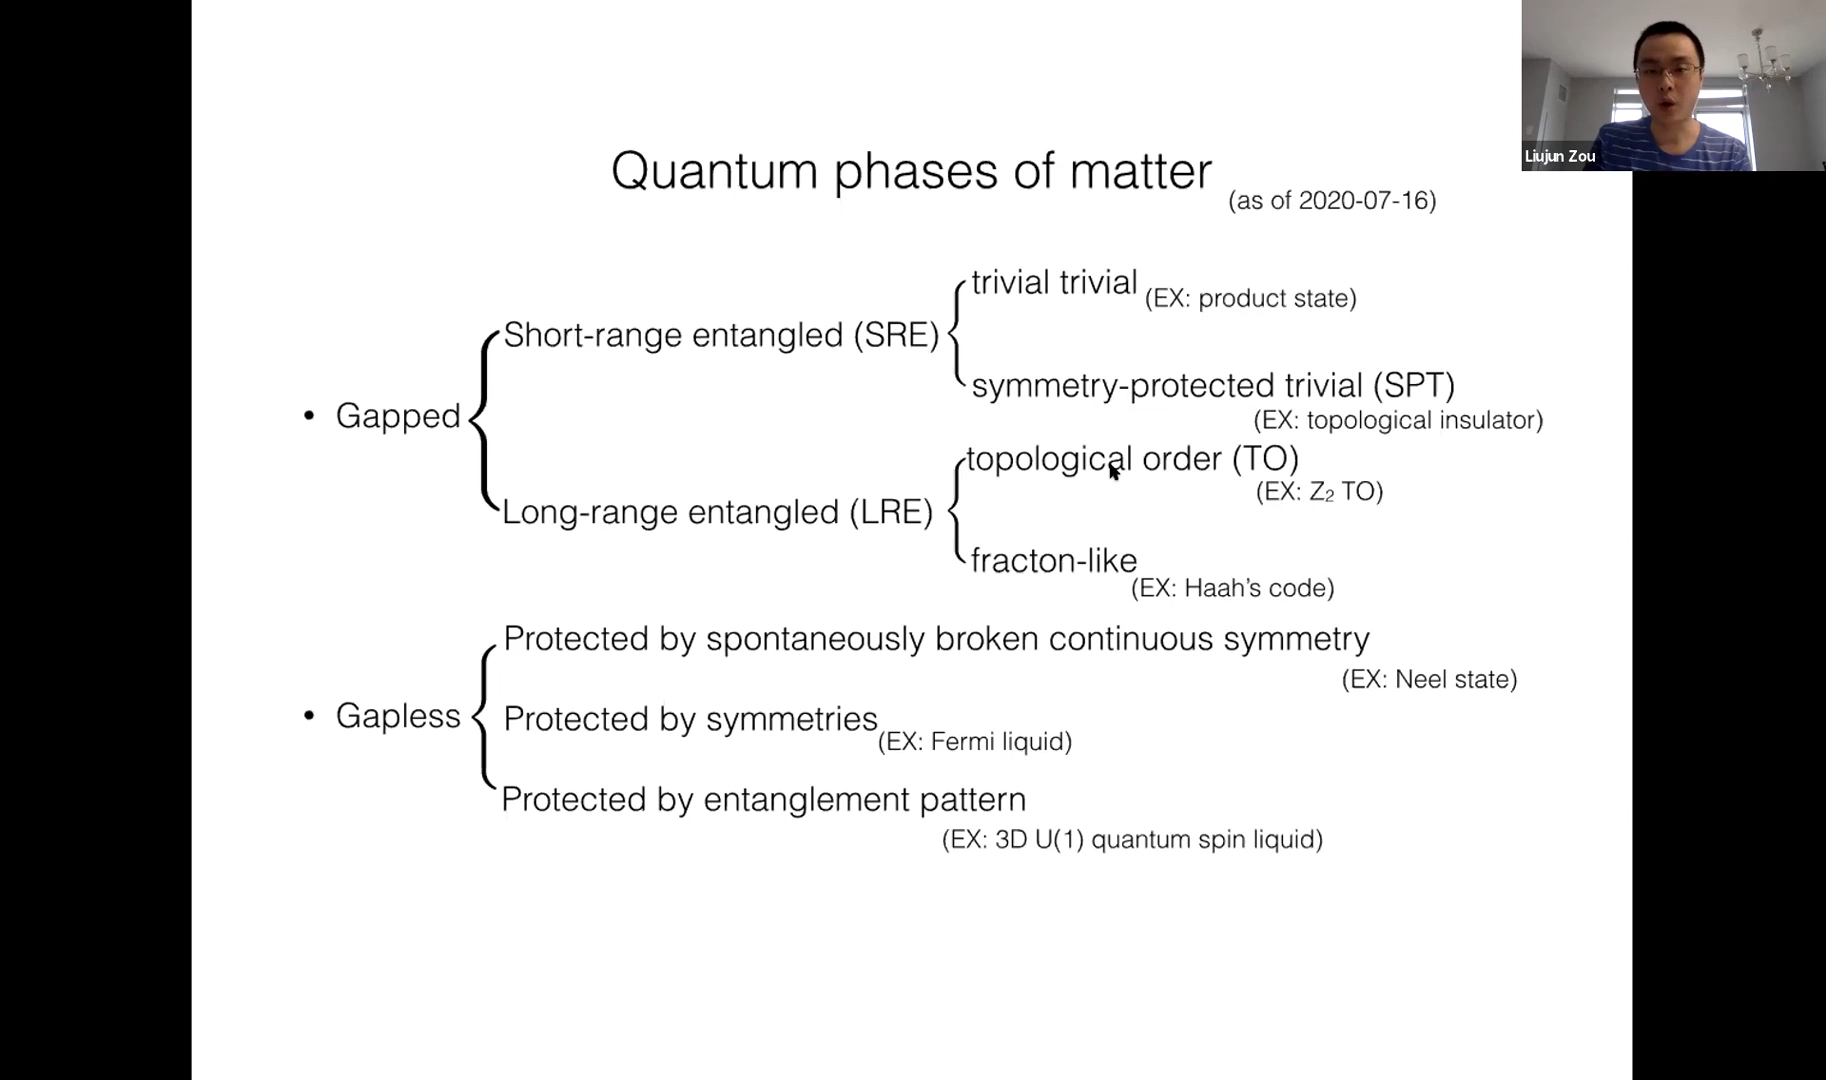 Liujun Zou
Quantum phases of matter (as of 2020-07-16)
trivial trivial (EX: product state)
Short-range entangled (SRE)
symmetry-protected trivial (SPT)
(EX: topological insulator)
• Gapped
topological order (TO)
(EX: Z₂ TO)
Long-range entangled (LRE)
fracton-like
(EX: Haah’s code)
Protected by spontaneously broken continuous symmetry
(EX: Neel state)
• Gapless
Protected by symmetries (EX: Fermi liquid)
Protected by entanglement pattern
(EX: 3D U(1) quantum spin liquid)